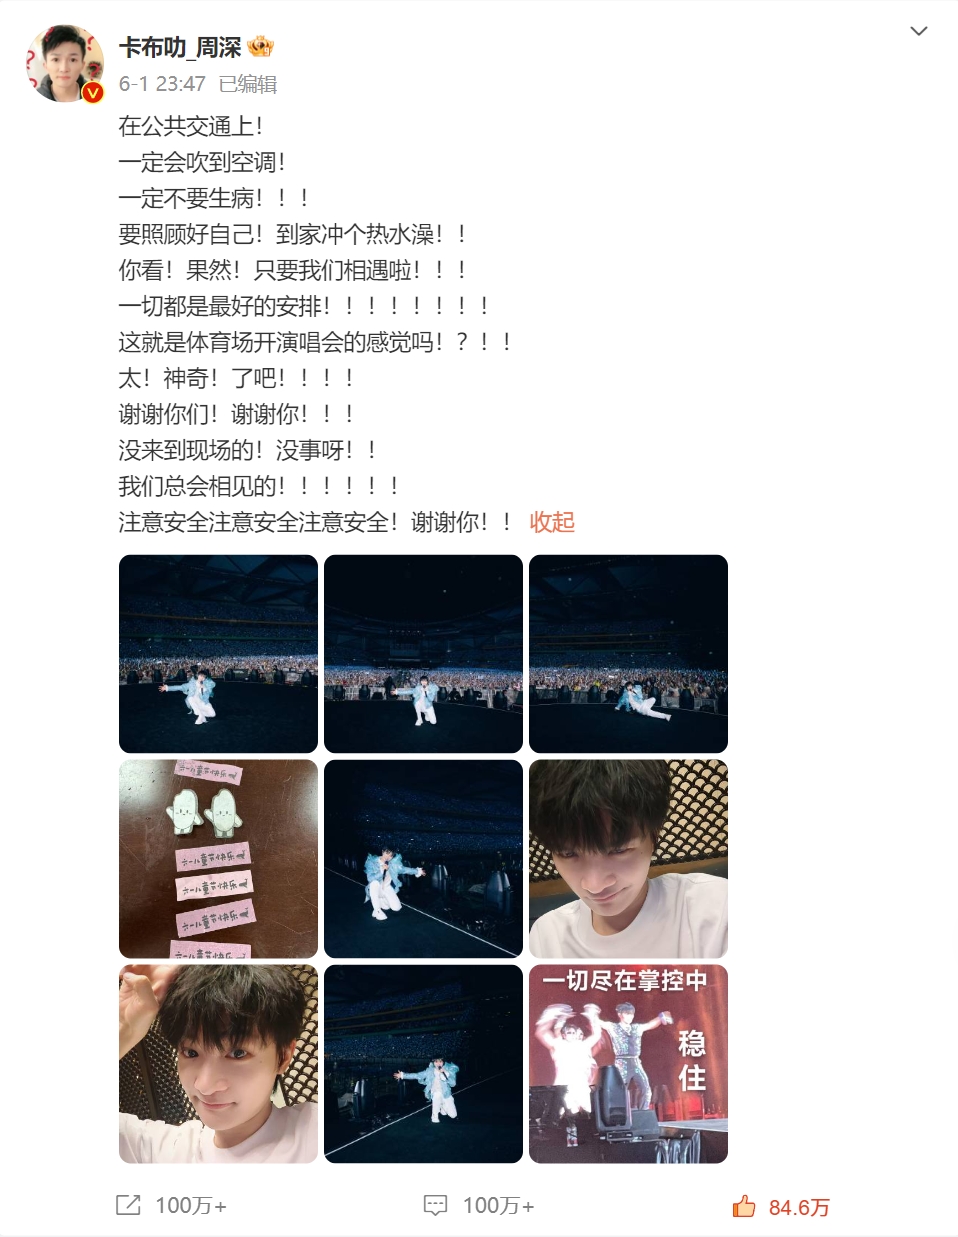 卡布叻_周深
6-1 23:47 已编辑
在公共交通上！
一定会吹到空调！
一定不要生病！！！
要照顾好自己！到家冲个热水澡！！
你看！果然！只要我们相遇啦！！！
一切都是最好的安排！！！！！！！！
这就是体育场开演唱会的感觉吗！？！！
太！神奇！了吧！！！！
谢谢你们！谢谢你！！！
没来到现场的！没事呀！！
我们总会相见的！！！！！！
注意安全注意安全注意安全！谢谢你！！ 收起
六一儿童节快乐
六一儿童节快乐
六一儿童节快乐
六一儿童节快乐
六一儿童节快乐
一切尽在掌控中
稳住
100万+ 100万+ 84.6万